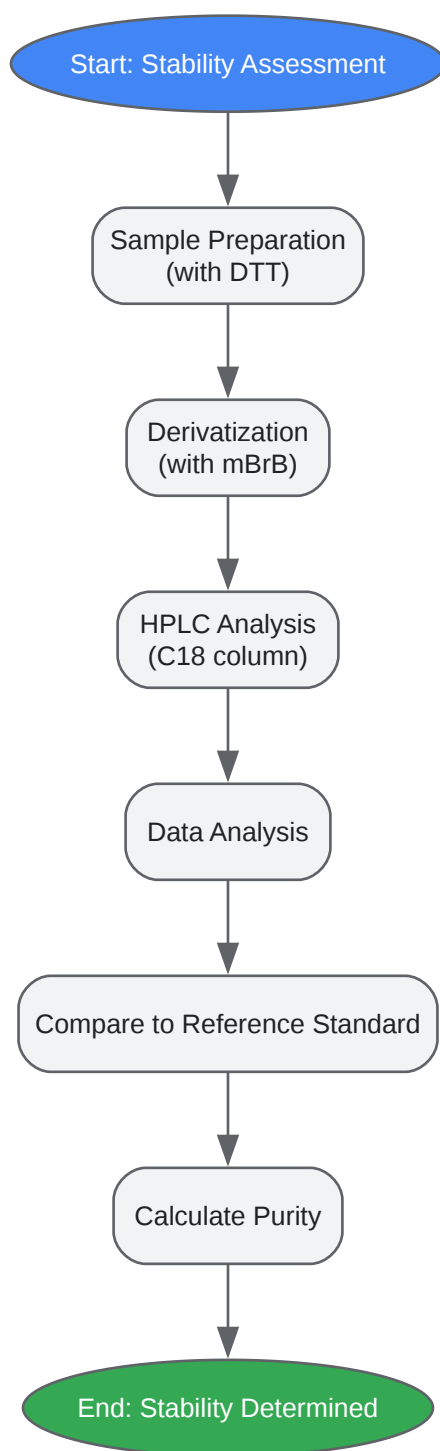 Start: Stability Assessment
Sample Preparation
(with DTT)
Derivatization
(with mBrB)
HPLC Analysis
(C18 column)
Data Analysis
Compare to Reference Standard
Calculate Purity
End: Stability Determined